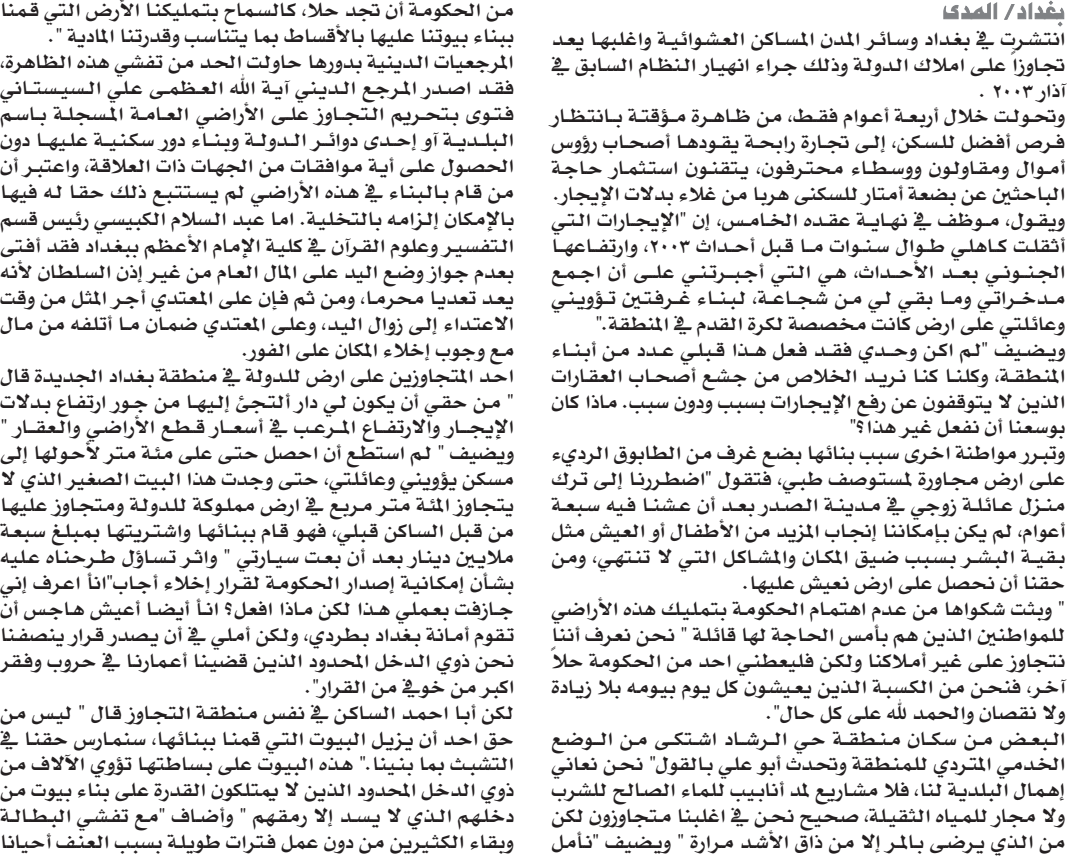 بغداد/ المدى
انتشرت في بغداد وسائر المدن المساكن العشوائية واغلبها يعد
تجاوزاً على املاك الدولة وذلك جراء انهيار النظام السابق في
آذار ٢٠٠٣ .
وتحولت خلال أربعة أعوام فقط، من ظاهرة مؤقتة بانتظار
فرص أفضل للسكن، إلى تجارة رابحة يقودها أصحاب رؤوس
أموال ومقاولون ووسطاء محترفون، يتقنون استثمار حاجة
الباحثين عن بضعة أمتار للسكنى هربا من غلاء بدلات الإيجار.
ويقول، موظف في نهاية عقده الخامس، إن "الإيجارات التي
أثقلت كاهلي طوال سنوات ما قبل أحداث ٢٠٠٣، وارتفاعها
الجنوني بعد الأحداث، هي التي أجبرتني على أن اجمع
مدخراتي وما بقي لي من شجاعة، لبناء غرفتين تؤويني
وعائلتي على ارض كانت مخصصة لكرة القدم في المنطقة."
ويضيف "لم اكن وحدي فقد فعل هذا قبلي عدد من أبناء
المنطقة، وكلنا كنا نريد الخلاص من جشع أصحاب العقارات
الذين لا يتوقفون عن رفع الإيجارات بسبب ودون سبب. ماذا كان
بوسعنا أن نفعل غير هذا؟"
وتبرر مواطنة اخرى سبب بنائها بضع غرف من الطابوق الرديء
على ارض مجاورة لمستوصف طبي، فتقول "اضطررنا إلى ترك
منزل عائلة زوجي في مدينة الصدر بعد أن عشنا فيه سبعة
أعوام، لم يكن بإمكاننا إنجاب المزيد من الأطفال أو العيش مثل
بقية البشر بسبب ضيق المكان والمشاكل التي لا تنتهي، ومن
حقنا أن نحصل على ارض نعيش عليها.
" وبثت شكواها من عدم اهتمام الحكومة بتمليك هذه الأراضي
للمواطنين الذين هم بأمس الحاجة لها قائلة " نحن نعرف أننا
نتجاوز على غير أملاكنا ولكن فليعطني احد من الحكومة حلاً
آخر، فنحن من الكسبة الذين يعيشون كل يوم بيومه بلا زيادة
ولا نقصان والحمد لله على كل حال".
البعض من سكان منطقة حي الرشاد اشتكى من الوضع
الخدمي المتردي للمنطقة وتحدث أبو علي بالقول" نحن نعاني
إهمال البلدية لنا، فلا مشاريع لمد أنابيب للماء الصالح للشرب
ولا مجار للمياه الثقيلة، صحيح نحن في اغلبنا متجاوزون لكن
من الذي يرضى بالمر إلا من ذاق الأشد مرارة " ويضيف "نأمل
من الحكومة أن تجد حلا، كالسماح بتمليكنا الأرض التي قمنا
ببناء بيوتنا عليها بالأقساط بما يتناسب وقدرتنا المادية ".
المرجعيات الدينية بدورها حاولت الحد من تفشي هذه الظاهرة،
فقد اصدر المرجع الديني آية الله العظمى علي السيستاني
فتوى بتحريم التجاوز على الأراضي العامة المسجلة باسم
البلدية آو إحدى دوائر الدولة وبناء دور سكنية عليها دون
الحصول على أية موافقات من الجهات ذات العلاقة، واعتبر أن
من قام بالبناء في هذه الأراضي لم يستتبع ذلك حقا له فيها
بالإمكان إلزامه بالتخلية. اما عبد السلام الكبيسي رئيس قسم
التفسير وعلوم القرآن في كلية الإمام الأعظم ببغداد فقد أفتى
بعدم جواز وضع اليد على المال العام من غير إذن السلطان لأنه
يعد تعديا محرما، ومن ثم فإن على المعتدي أجر المثل من وقت
الاعتداء إلى زوال اليد، وعلى المعتدي ضمان ما أتلفه من مال
مع وجوب إخلاء المكان على الفور.
احد المتجاوزين على ارض للدولة في منطقة بغداد الجديدة قال
" من حقي أن يكون لي دار ألتجئ إليها من جور ارتفاع بدلات
الإيجار والارتفاع المرعب في أسعار قطع الأراضي والعقار "
ويضيف " لم استطع أن احصل حتى على مئة متر لأحولها إلى
مسكن يؤويني وعائلتي، حتى وجدت هذا البيت الصغير الذي لا
يتجاوز المئة متر مربع في ارض مملوكة للدولة ومتجاوز عليها
من قبل الساكن قبلي، فهو قام ببنائها واشتريتها بمبلغ سبعة
ملايين دينار بعد أن بعت سيارتي " واثر تساؤل طرحناه عليه
بشأن إمكانية إصدار الحكومة لقرار إخلاء أجاب"انأ اعرف إني
جازفت بعملي هذا لكن ماذا افعل؟ انأ أيضا أعيش هاجس أن
تقوم أمانة بغداد بطردي، ولكن أملي في أن يصدر قرار ينصفنا
نحن ذوي الدخل المحدود الذين قضينا أعمارنا في حروب وفقر
اكبر من خوفي من القرار".
لكن أبا احمد الساكن في نفس منطقة التجاوز قال " ليس من
حق احد أن يزيل البيوت التي قمنا ببنائها، سنمارس حقنا في
التشبث بما بنينا." هذه البيوت على بساطتها تؤوي الآلاف من
ذوي الدخل المحدود الذين لا يمتلكون القدرة على بناء بيوت من
دخلهم الذي لا يسد إلا رمقهم " وأضاف "مع تفشي البطالة
وبقاء الكثيرين من دون عمل فترات طويلة بسبب العنف أحيانا